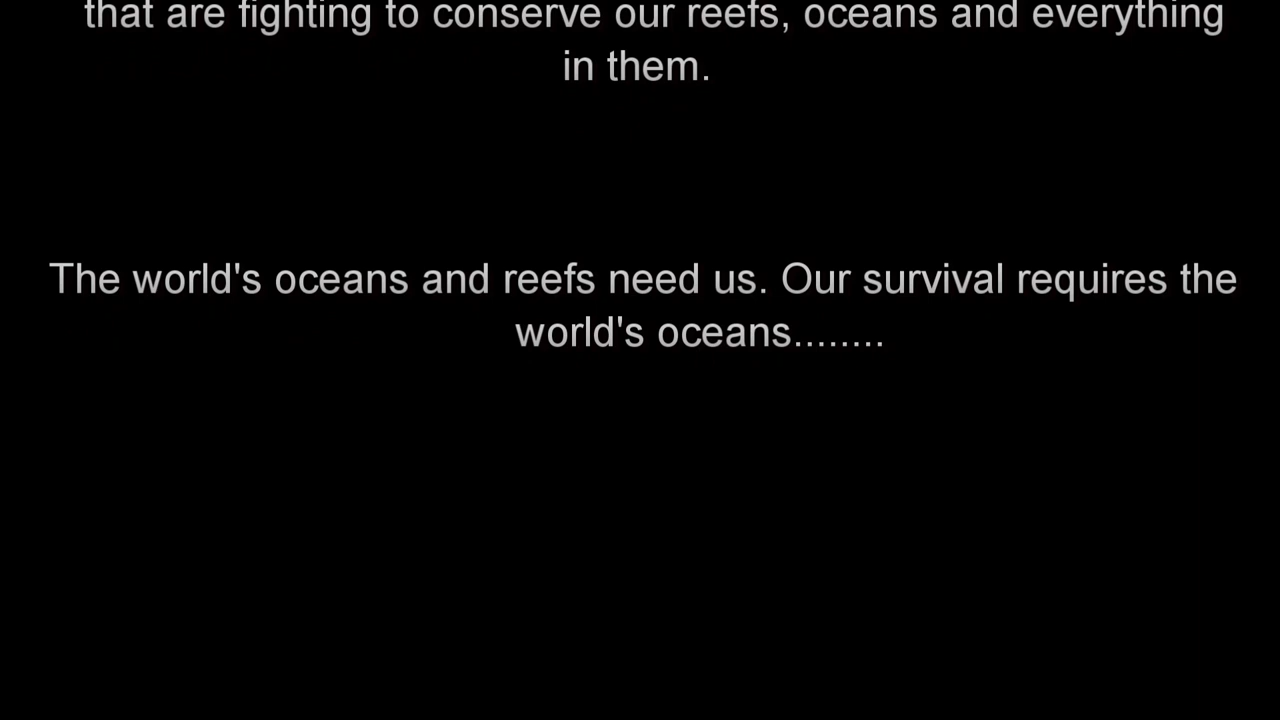 that are fighting to conserve our reefs, oceans and everything
in them.
The world's oceans and reefs need us. Our survival requires the
world's oceans........